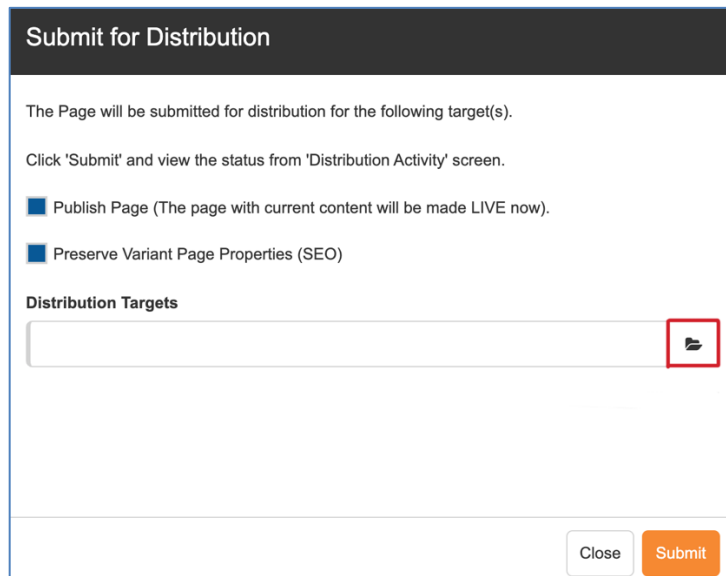 Submit for Distribution
The Page will be submitted for distribution for the following target(s).
Click 'Submit' and view the status from 'Distribution Activity' screen.
Publish Page (The page with current content will be made LIVE now).
Preserve Variant Page Properties (SEO)
Distribution Targets
Close Submit